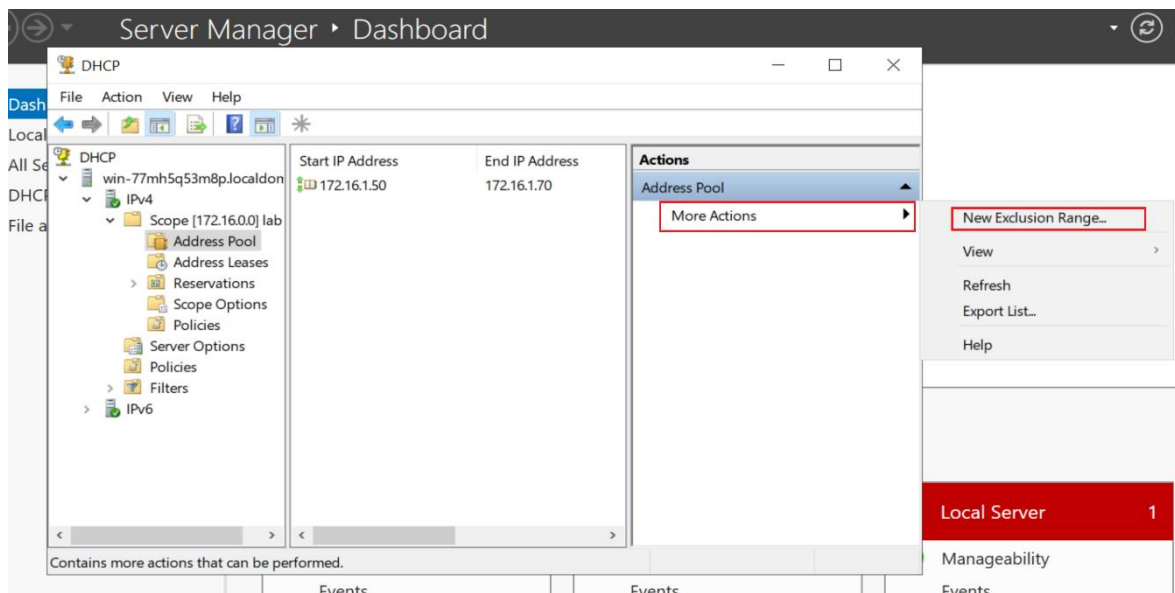 Server Manager ‣ Dashboard
DHCP
File Action View Help
Dash
Local
All Se
DHCP
File a
DHCP
win-77mh5q53m8p.localdon
IPv4
Scope [172.16.0.0] lab
Address Pool
Address Leases
Reservations
Scope Options
Policies
Server Options
Policies
Filters
IPv6
Start IP Address End IP Address
172.16.1.50 172.16.1.70
Actions
Address Pool
More Actions
New Exclusion Range...
View
Refresh
Export List...
Help
Contains more actions that can be performed.
Local Server 1
Manageability
Events Events Events